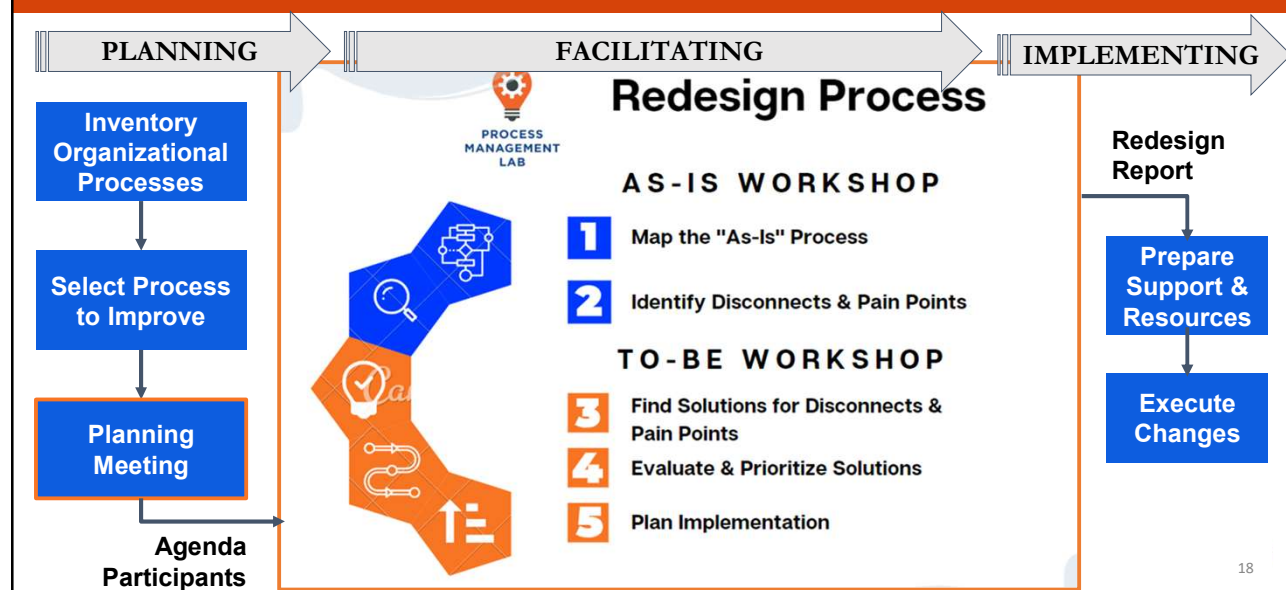 PLANNING
FACILITATING
IMPLEMENTING
Inventory
Organizational
Processes
Select Process
to Improve
Planning
Meeting
Agenda
Participants
PROCESS
MANAGEMENT
LAB
Redesign Process
AS-IS WORKSHOP
1 Map the "As-Is" Process
2 Identify Disconnects & Pain Points
TO-BE WORKSHOP
3 Find Solutions for Disconnects &
Pain Points
4 Evaluate & Prioritize Solutions
5 Plan Implementation
Redesign
Report
Prepare
Support &
Resources
Execute
Changes
18